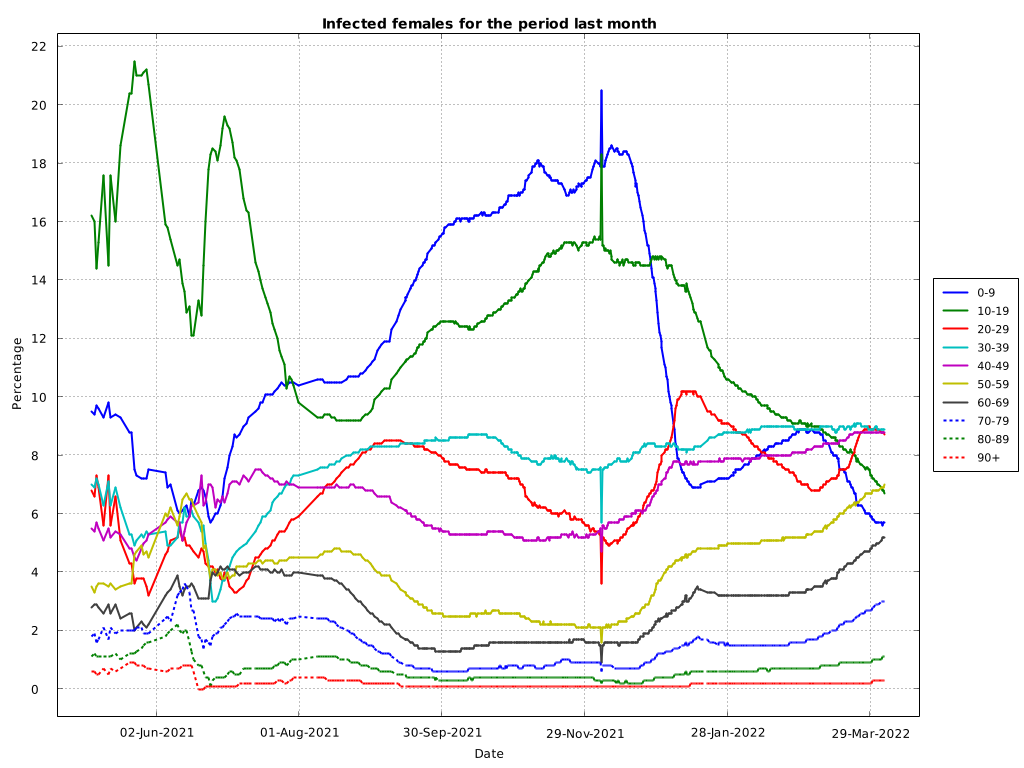 Infected females for the period last month
22
20
18
16
14
12
10
8
6
4
2
0
Percentage
02-Jun-2021
01-Aug-2021
30-Sep-2021
29-Nov-2021
28-Jan-2022
29-Mar-2022
Date
0-9
10-19
20-29
30-39
40-49
50-59
60-69
70-79
80-89
90+